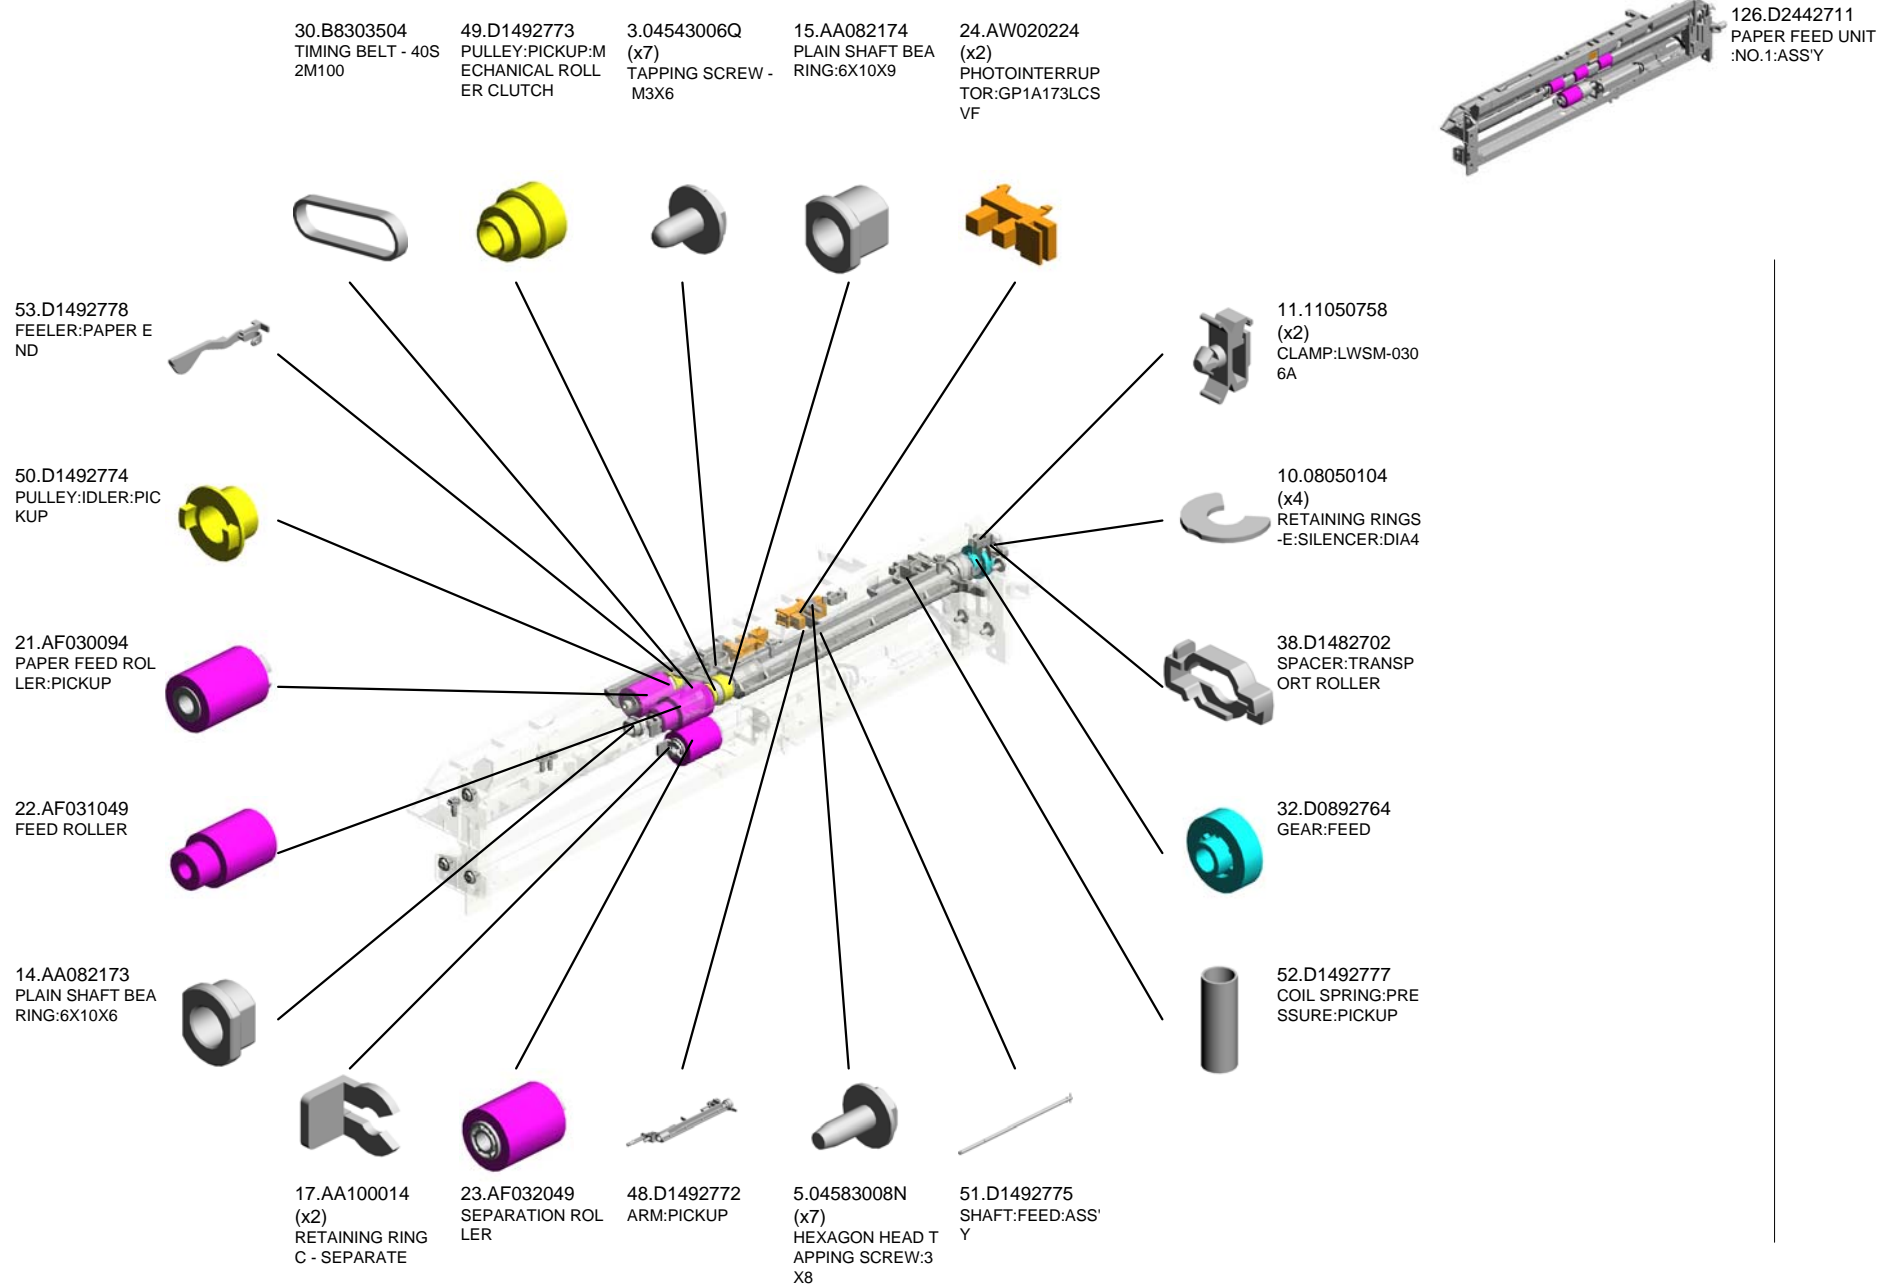 30.B8303504
TIMING BELT - 40S
2M100
49.D1492773
PULLEY:PICKUP:M
ECHANICAL ROLL
ER CLUTCH
3.04543006Q
(x7)
TAPPING SCREW -
M3X6
15.AA082174
PLAIN SHAFT BEA
RING:6X10X9
24.AW020224
(x2)
PHOTOINTERRUP
TOR:GP1A173LCS
VF
126.D2442711
PAPER FEED UNIT
:NO.1:ASS'Y
53.D1492778
FEELER:PAPER E
ND
11.11050758
(x2)
CLAMP:LWSM-030
6A
50.D1492774
PULLEY:IDLER:PIC
KUP
10.08050104
(x4)
RETAINING RINGS
-E:SILENCER:DIA4
21.AF030094
PAPER FEED ROL
LER:PICKUP
38.D1482702
SPACER:TRANSP
ORT ROLLER
22.AF031049
FEED ROLLER
32.D0892764
GEAR:FEED
14.AA082173
PLAIN SHAFT BEA
RING:6X10X6
52.D1492777
COIL SPRING:PRE
SSURE:PICKUP
17.AA100014
(x2)
RETAINING RING
C - SEPARATE
23.AF032049
SEPARATION ROL
LER
48.D1492772
ARM:PICKUP
5.04583008N
(x7)
HEXAGON HEAD T
APPING SCREW:3
X8
51.D1492775
SHAFT:FEED:ASS'
Y